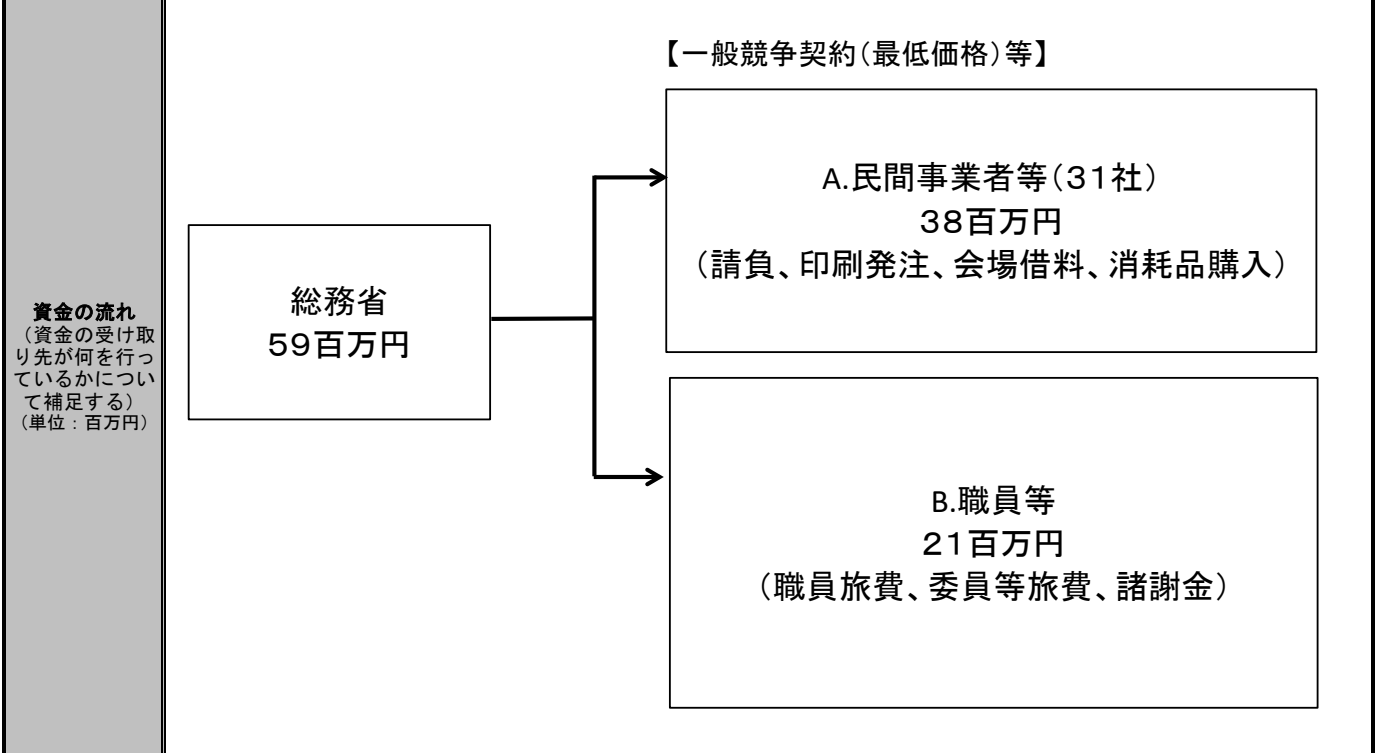 資金の流れ
（資金の受け取
り先が何を行っ
ているかについ
て補足する）
（単位：百万円）
総務省
５９百万円
【一般競争契約（最低価格）等】
A.民間事業者等（３１社）
３８百万円
（請負、印刷発注、会場借料、消耗品購入）
B.職員等
２１百万円
（職員旅費、委員等旅費、諸謝金）